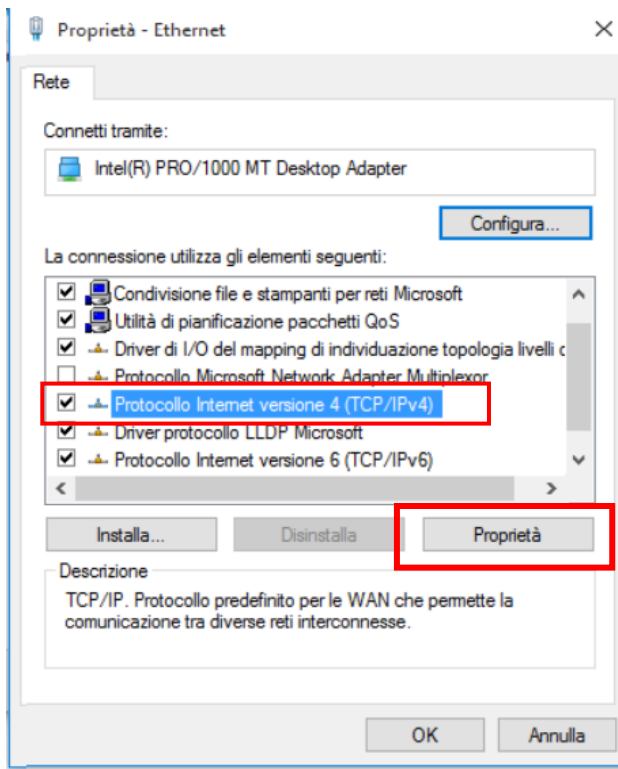 Proprietà - Ethernet
Rete
Connetti tramite:
Intel(R) PRO/1000 MT Desktop Adapter
Configura...
La connessione utilizza gli elementi seguenti:
Condivisione file e stampanti per reti Microsoft
Utilità di pianificazione pacchetti QoS
Driver di I/O del mapping di individuazione topologia livelli c
Protocollo Microsoft Network Adapter Multiplexor
Protocollo Internet versione 4 (TCP/IPv4)
Driver protocollo LLDP Microsoft
Protocollo Internet versione 6 (TCP/IPv6)
Installa...
Disinstalla
Proprietà
Descrizione
TCP/IP. Protocollo predefinito per le WAN che permette la
comunicazione tra diverse reti interconnesse.
OK
Annulla